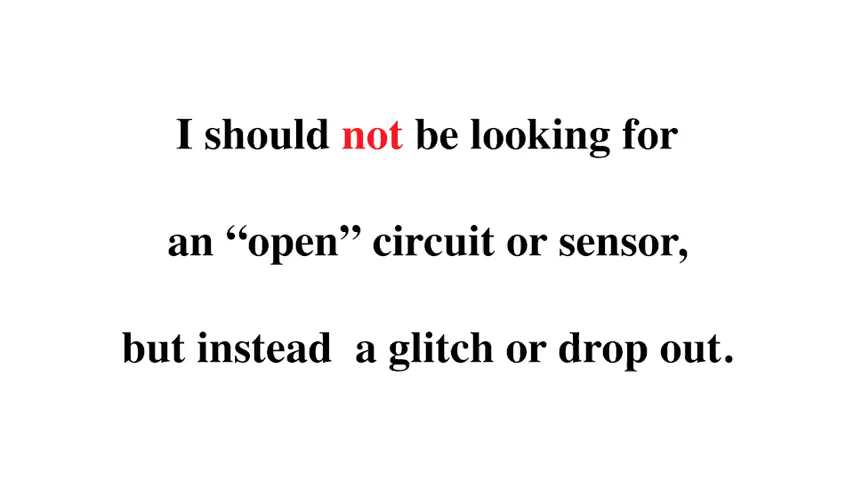 I should not be looking for
an “open” circuit or sensor,
but instead  a glitch or drop out.